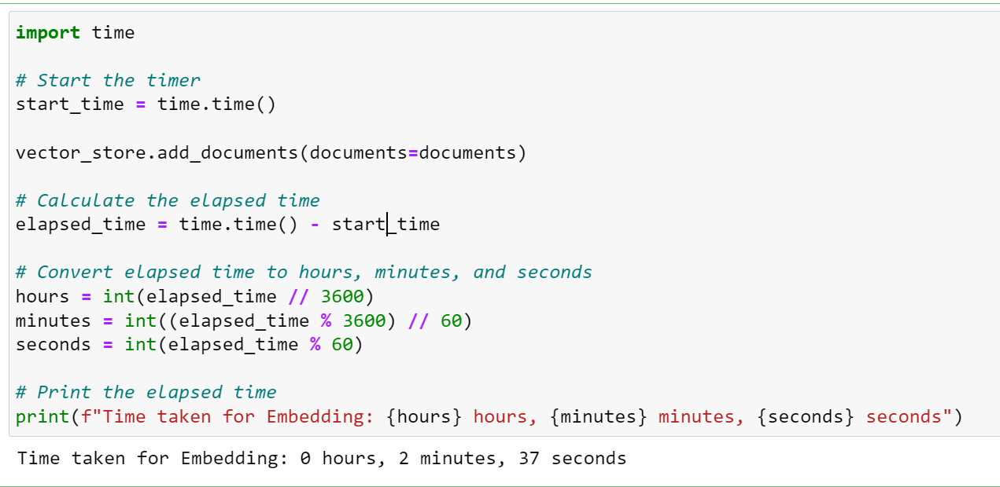 import time
# Start the timer
start_time = time.time()
vector_store.add_documents(documents=documents)
# Calculate the elapsed time
elapsed_time = time.time() - start_time
# Convert elapsed time to hours, minutes, and seconds
hours = int(elapsed_time // 3600)
minutes = int((elapsed_time % 3600) // 60)
seconds = int(elapsed_time % 60)
# Print the elapsed time
print(f"Time taken for Embedding: {hours} hours, {minutes} minutes, {seconds} seconds")
Time taken for Embedding: 0 hours, 2 minutes, 37 seconds